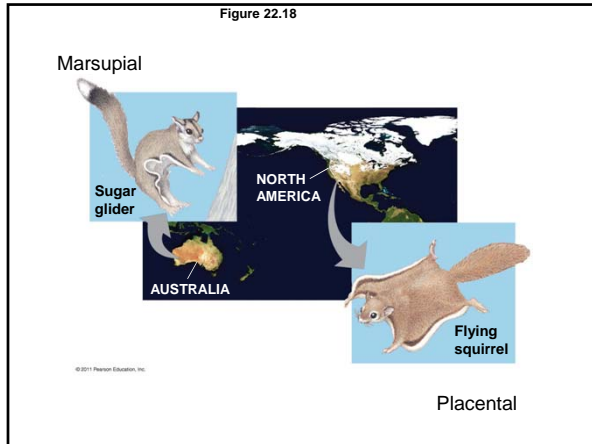 Figure 22.18
Marsupial
Sugar
glider
NORTH
AMERICA
AUSTRALIA
Flying
squirrel
© 2011 Pearson Education, Inc.
Placental